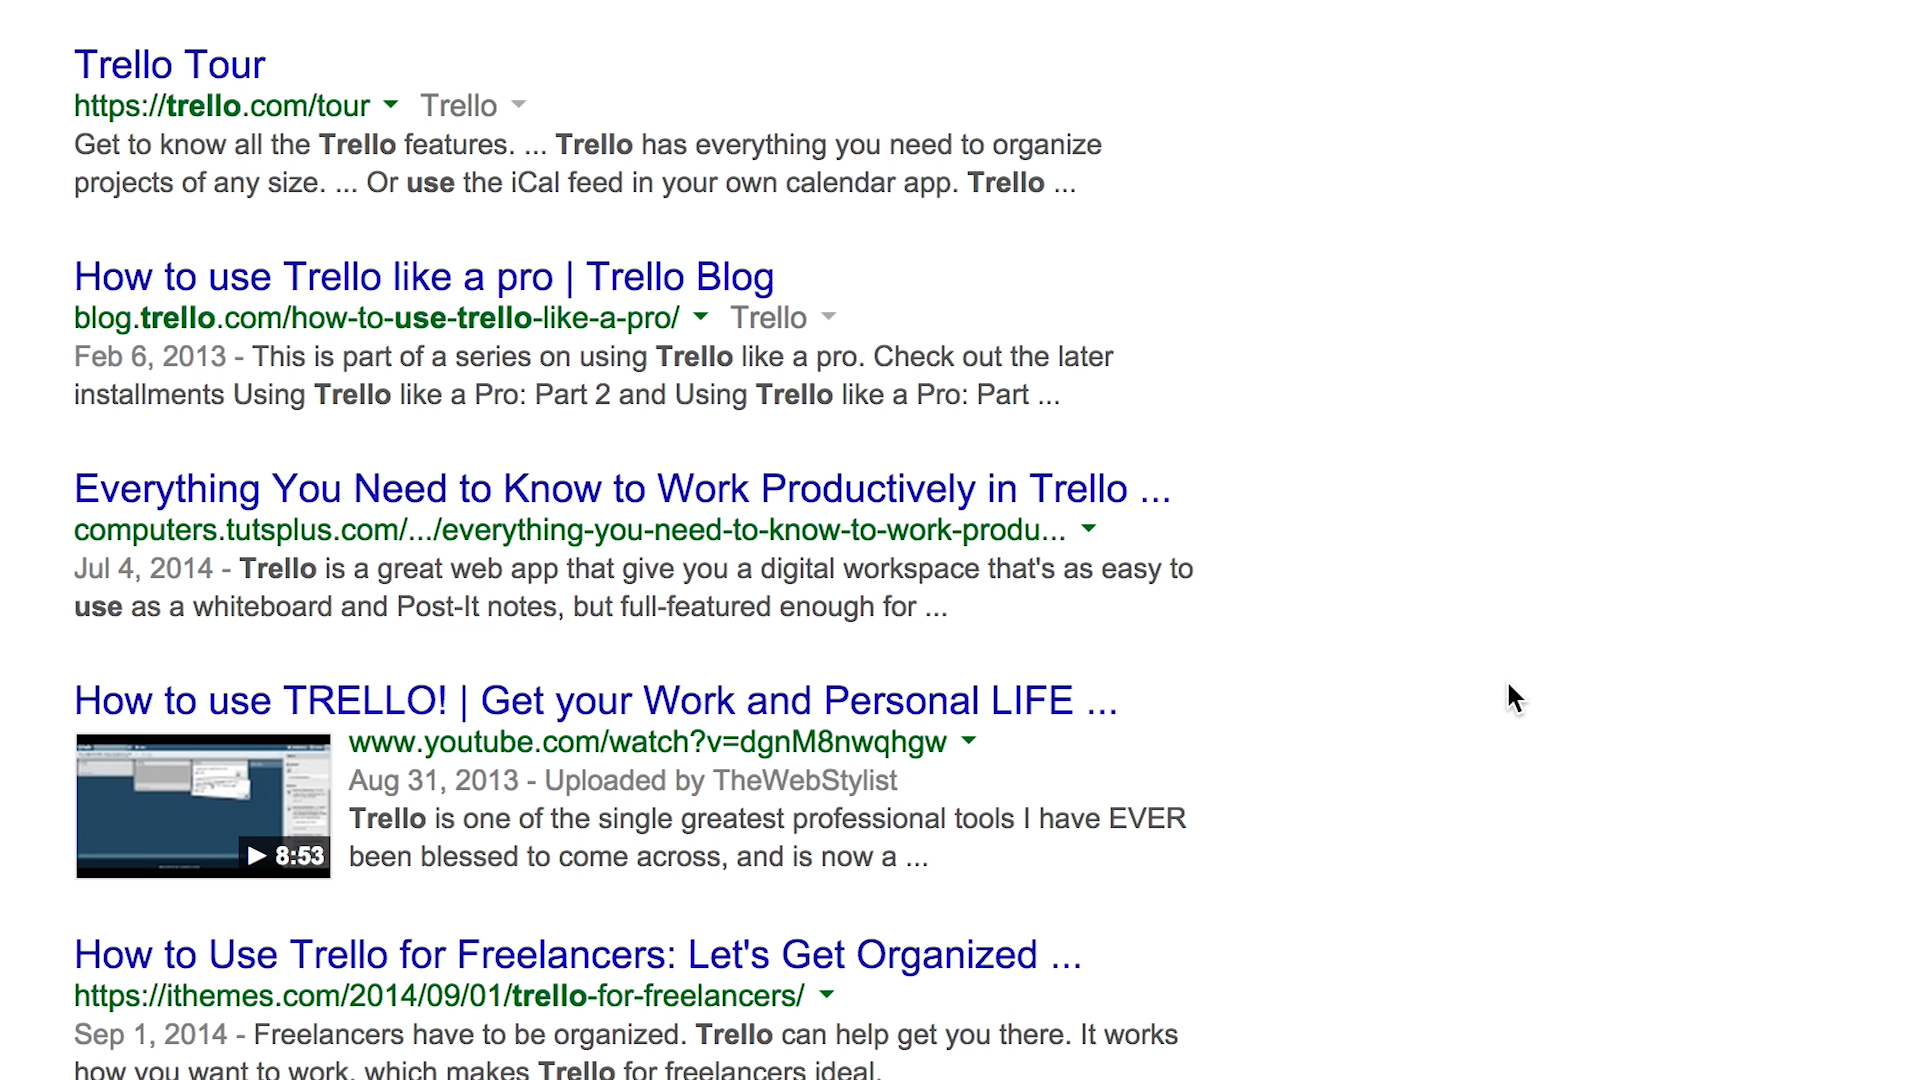 Trello Tour
https://trello.com/tour Trello
Get to know all the Trello features. ... Trello has everything you need to organize
projects of any size. ... Or use the iCal feed in your own calendar app. Trello ...
How to use Trello like a pro | Trello Blog
blog.trello.com/how-to-use-trello-like-a-pro/ Trello
Feb 6, 2013 - This is part of a series on using Trello like a pro. Check out the later
installments Using Trello like a Pro: Part 2 and Using Trello like a Pro: Part ...
Everything You Need to Know to Work Productively in Trello ...
computers.tutsplus.com/.../everything-you-need-to-know-to-work-produ...
Jul 4, 2014 - Trello is a great web app that give you a digital workspace that's as easy to
use as a whiteboard and Post-It notes, but full-featured enough for ...
How to use TRELLO! | Get your Work and Personal LIFE ...
www.youtube.com/watch?v=dgnM8nwqhgw
Aug 31, 2013 - Uploaded by TheWebStylist
Trello is one of the single greatest professional tools I have EVER
8:53
been blessed to come across, and is now a ...
How to Use Trello for Freelancers: Let's Get Organized ...
https://ithemes.com/2014/09/01/trello-for-freelancers/
Sep 1, 2014 - Freelancers have to be organized. Trello can help get you there. It works
how you want to work, which makes Trello for freelancers ideal.